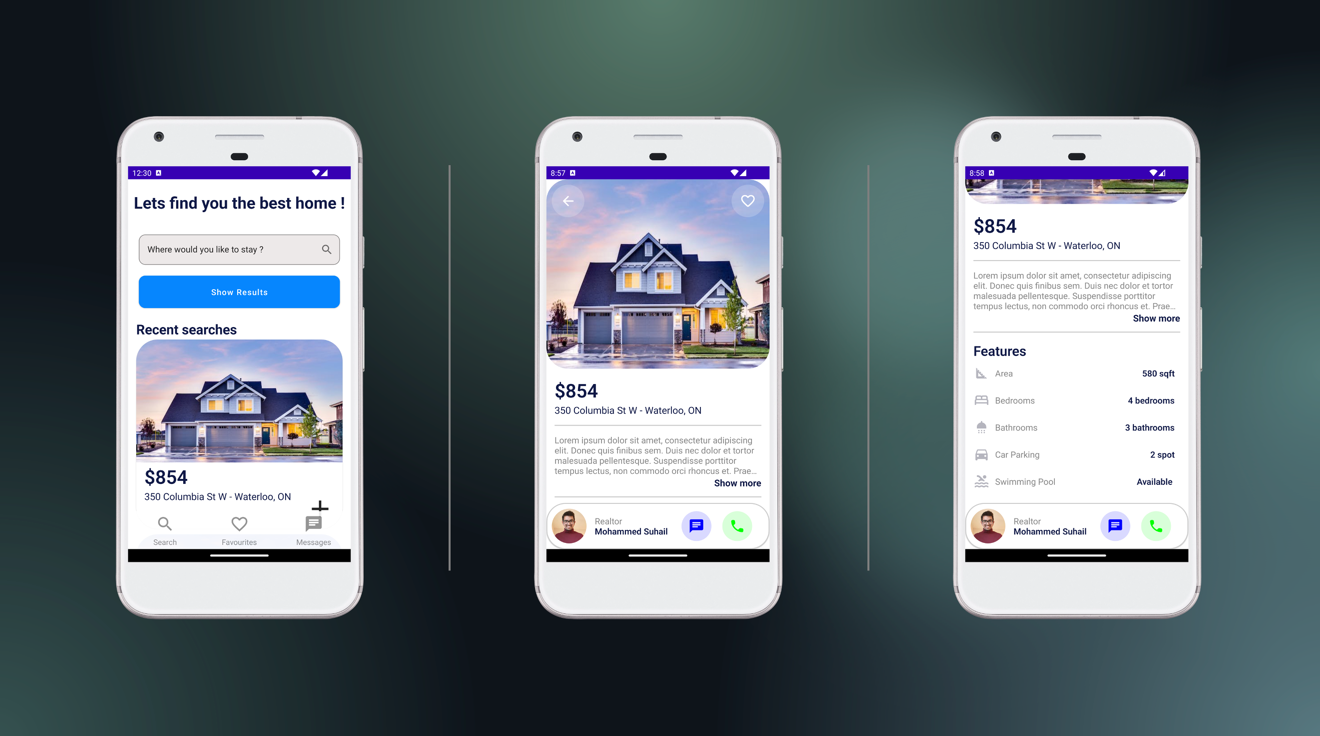 12:30
Lets find you the best home !
Where would you like to stay ?
Show Results
Recent searches
$854
350 Columbia St W - Waterloo, ON
Search Favourites Messages
8:57
$854
350 Columbia St W - Waterloo, ON
Lorem ipsum dolor sit amet, consectetur adipiscing
elit. Donec quis finibus sem. Duis nec dolor et tortor
malesuada pellentesque. Suspendisse porttitor
tempus lectus, non commodo orci rhoncus et. Prae...
Show more
Realtor
Mohammed Suhail
8:58
$854
350 Columbia St W - Waterloo, ON
Lorem ipsum dolor sit amet, consectetur adipiscing
elit. Donec quis finibus sem. Duis nec dolor et tortor
malesuada pellentesque. Suspendisse porttitor
tempus lectus, non commodo orci rhoncus et. Prae...
Show more
Features
Area 580 sqft
Bedrooms 4 bedrooms
Bathrooms 3 bathrooms
Car Parking 2 spot
Swimming Pool Available
Realtor
Mohammed Suhail